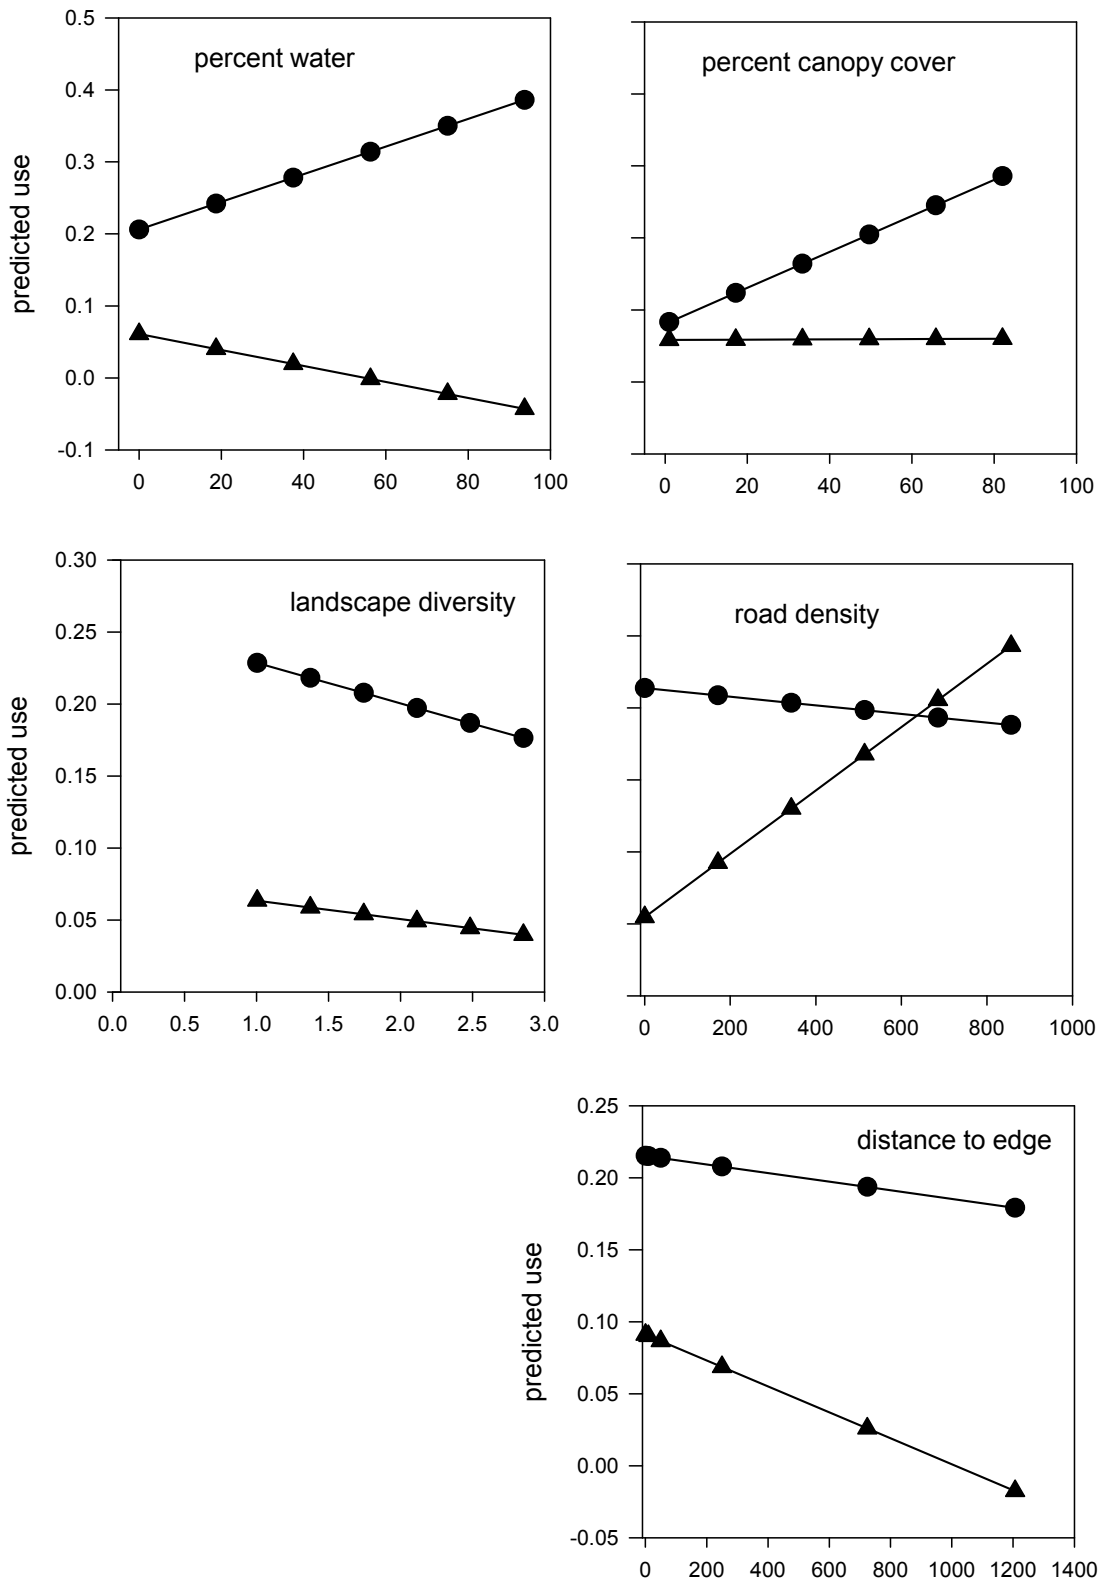 0.5
0.4
0.3
0.2
0.1
0.0
-0.1
predicted use
percent water
0 20 40 60 80 100
percent canopy cover
0 20 40 60 80 100
0.30
0.25
0.20
0.15
0.10
0.05
0.00
predicted use
landscape diversity
0.0 0.5 1.0 1.5 2.0 2.5 3.0
road density
0 200 400 600 800 1000
0.25
0.20
0.15
0.10
0.05
0.00
-0.05
predicted use
distance to edge
0 200 400 600 800 1000 1200 1400